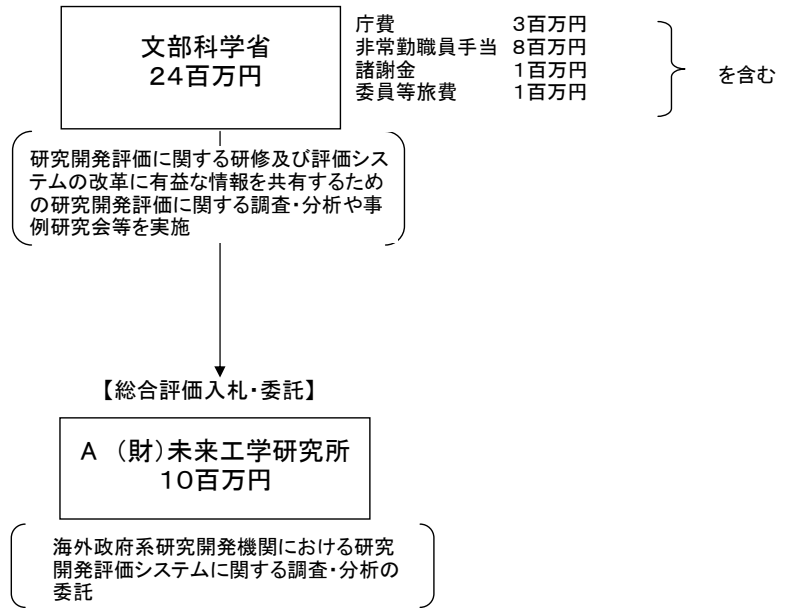 文部科学省
24百万円
庁費 3百万円
非常勤職員手当 8百万円
諸謝金 1百万円
委員等旅費 1百万円
を含む
研究開発評価に関する研修及び評価シス
テムの改革に有益な情報を共有するため
の研究開発評価に関する調査・分析や事
例研究会等を実施
【総合評価入札・委託】
A （財）未来工学研究所
10百万円
海外政府系研究開発機関における研究
開発評価システムに関する調査・分析の
委託